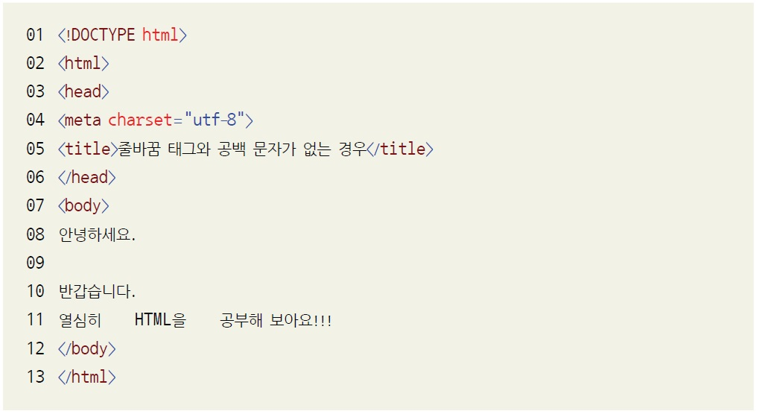 01 <!DOCTYPE html>
02 <html>
03 <head>
04 <meta charset="utf-8">
05 <title>줄바꿈 태그와 공백 문자가 없는 경우</title>
06 </head>
07 <body>
08 안녕하세요.
09
10 반갑습니다.
11 열심히    HTML을    공부해 보아요!!!
12 </body>
13 </html>